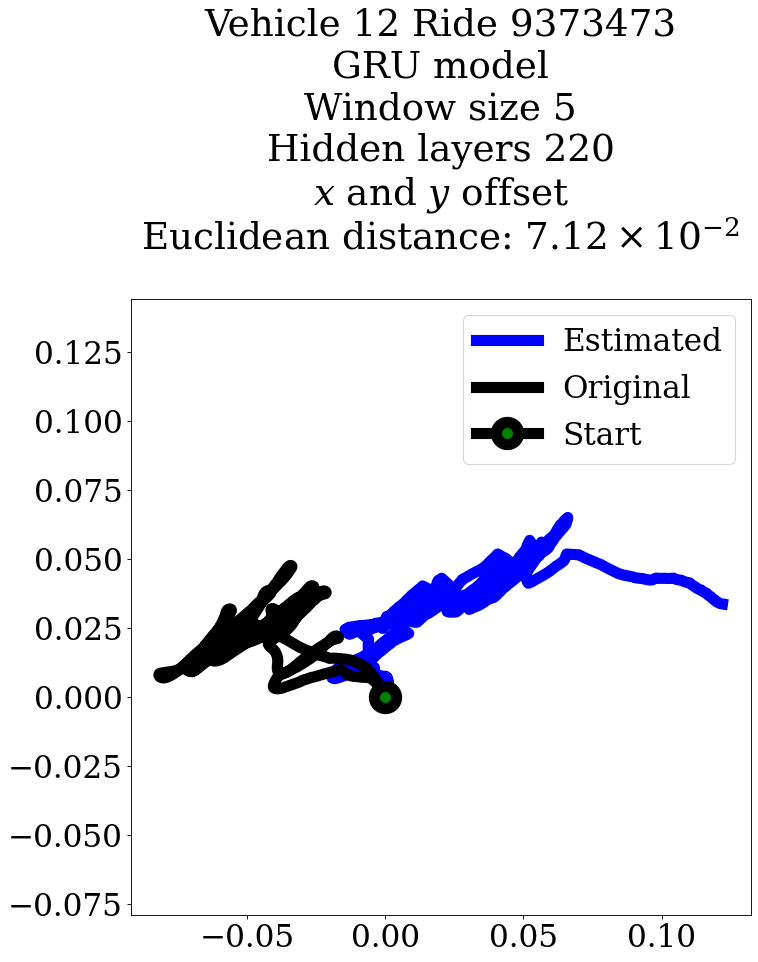 Vehicle 12 Ride 9373473
GRU model
Window size 5
Hidden layers 220
x and y offset
Euclidean distance: 7.12 × 10⁻²
Estimated
Original
Start
0.125
0.100
0.075
0.050
0.025
0.000
−0.025
−0.050
−0.075
−0.05 0.00 0.05 0.10